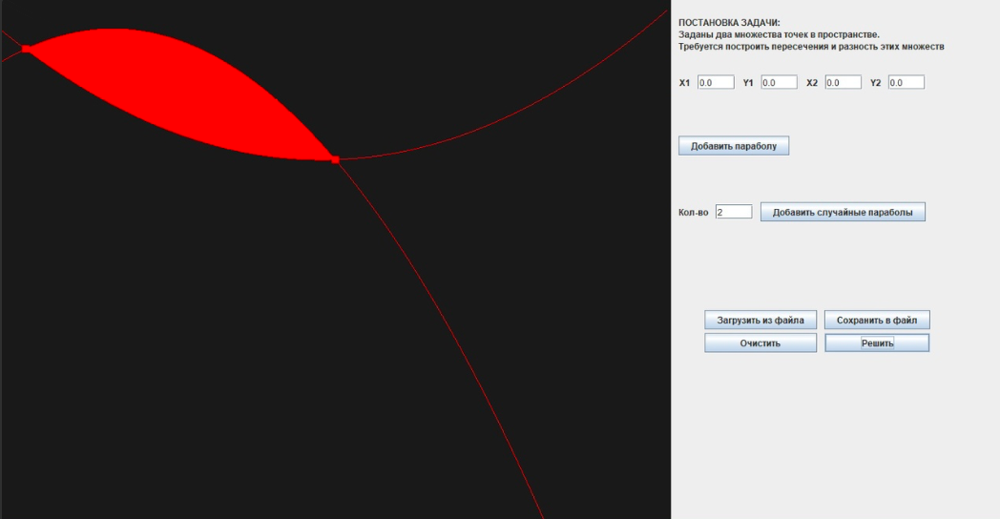 ПОСТАНОВКА ЗАДАЧИ:
Заданы два множества точек в пространстве.
Требуется построить пересечения и разность этих множеств
X1 0.0 Y1 0.0 X2 0.0 Y2 0.0
Добавить параболу
Кол-во 2 Добавить случайные параболы
Загрузить из файла Сохранить в файл
Очистить Решить